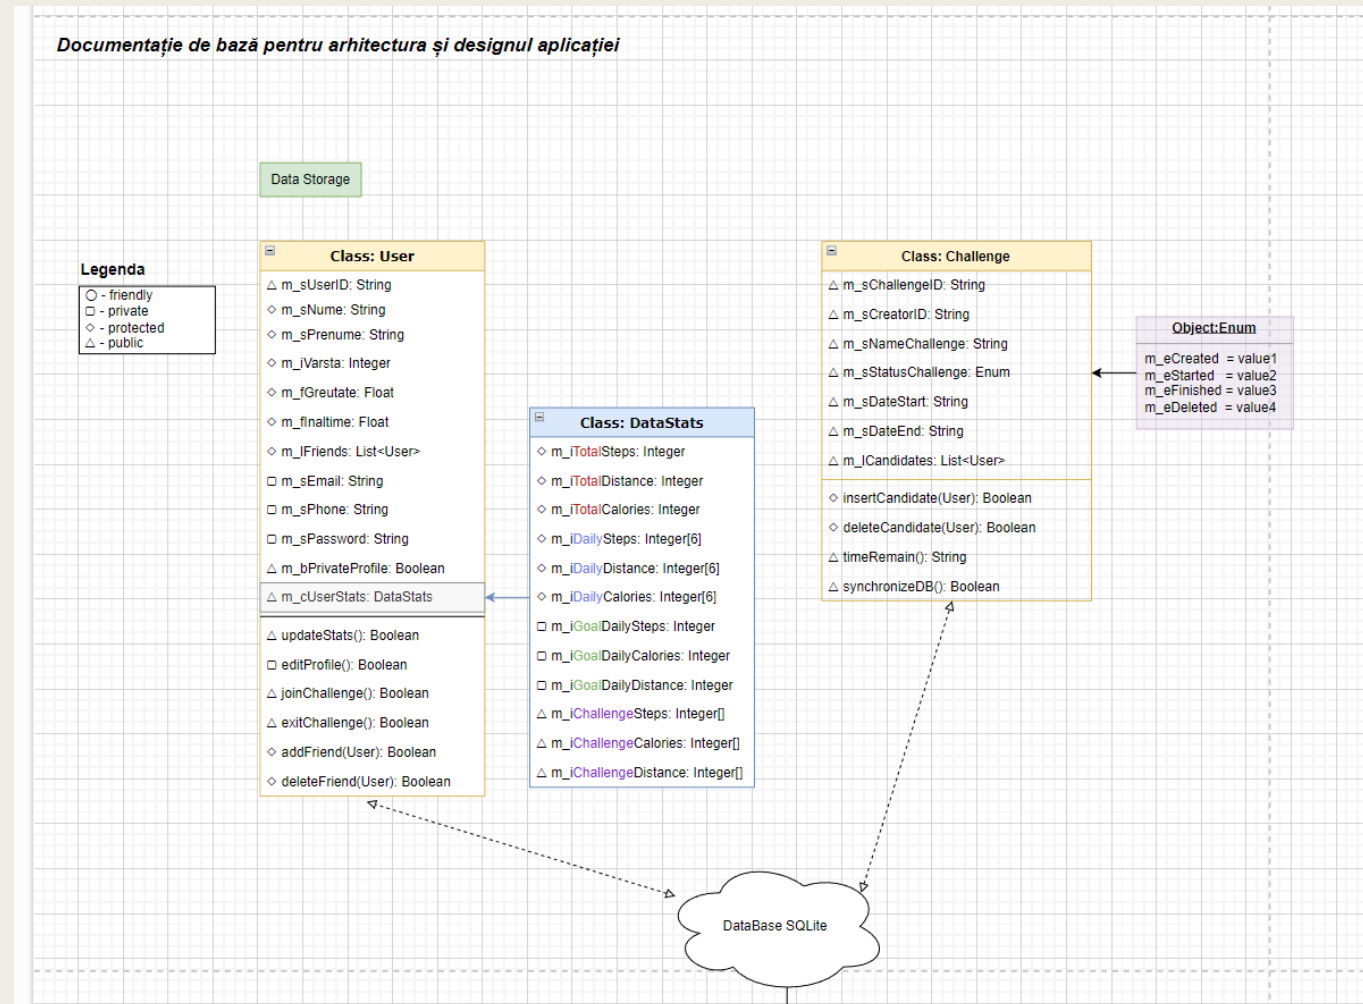 Documentație de bază pentru arhitectura și designul aplicației
Data Storage
Legenda
- friendly
- private
- protected
- public
Class: User
m_sUserID: String
m_sNume: String
m_sPrenume: String
m_iVarsta: Integer
m_fGreutate: Float
m_fInaltime: Float
m_lFriends: List<User>
m_sEmail: String
m_sPhone: String
m_sPassword: String
m_bPrivateProfile: Boolean
m_cUserStats: DataStats
updateStats(): Boolean
editProfile(): Boolean
joinChallenge(): Boolean
exitChallenge(): Boolean
addFriend(User): Boolean
deleteFriend(User): Boolean
Class: DataStats
m_iTotalSteps: Integer
m_iTotalDistance: Integer
m_iTotalCalories: Integer
m_iDailySteps: Integer[6]
m_iDailyDistance: Integer[6]
m_iDailyCalories: Integer[6]
m_iGoalDailySteps: Integer
m_iGoalDailyCalories: Integer
m_iGoalDailyDistance: Integer
m_iChallengeSteps: Integer[]
m_iChallengeCalories: Integer[]
m_iChallengeDistance: Integer[]
Class: Challenge
m_sChallengeID: String
m_sCreatorID: String
m_sNameChallenge: String
m_sStatusChallenge: Enum
m_sDateStart: String
m_sDateEnd: String
m_lCandidates: List<User>
insertCandidate(User): Boolean
deleteCandidate(User): Boolean
timeRemain(): String
synchronizeDB(): Boolean
Object:Enum
m_eCreated = value1
m_eStarted = value2
m_eFinished = value3
m_eDeleted = value4
DataBase SQLite